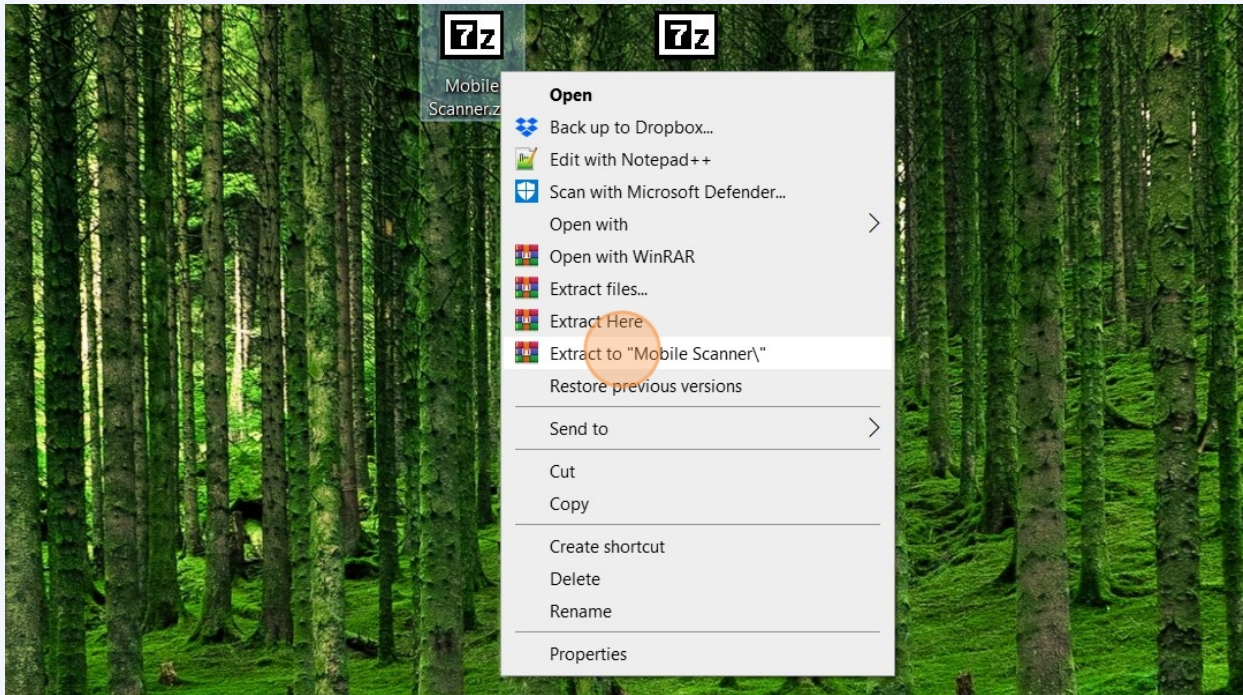 7z
7z
Mobile
Scanner.z
Open
Back up to Dropbox...
Edit with Notepad++
Scan with Microsoft Defender...
Open with
Open with WinRAR
Extract files...
Extract Here
Extract to "Mobile Scanner\"
Restore previous versions
Send to
Cut
Copy
Create shortcut
Delete
Rename
Properties